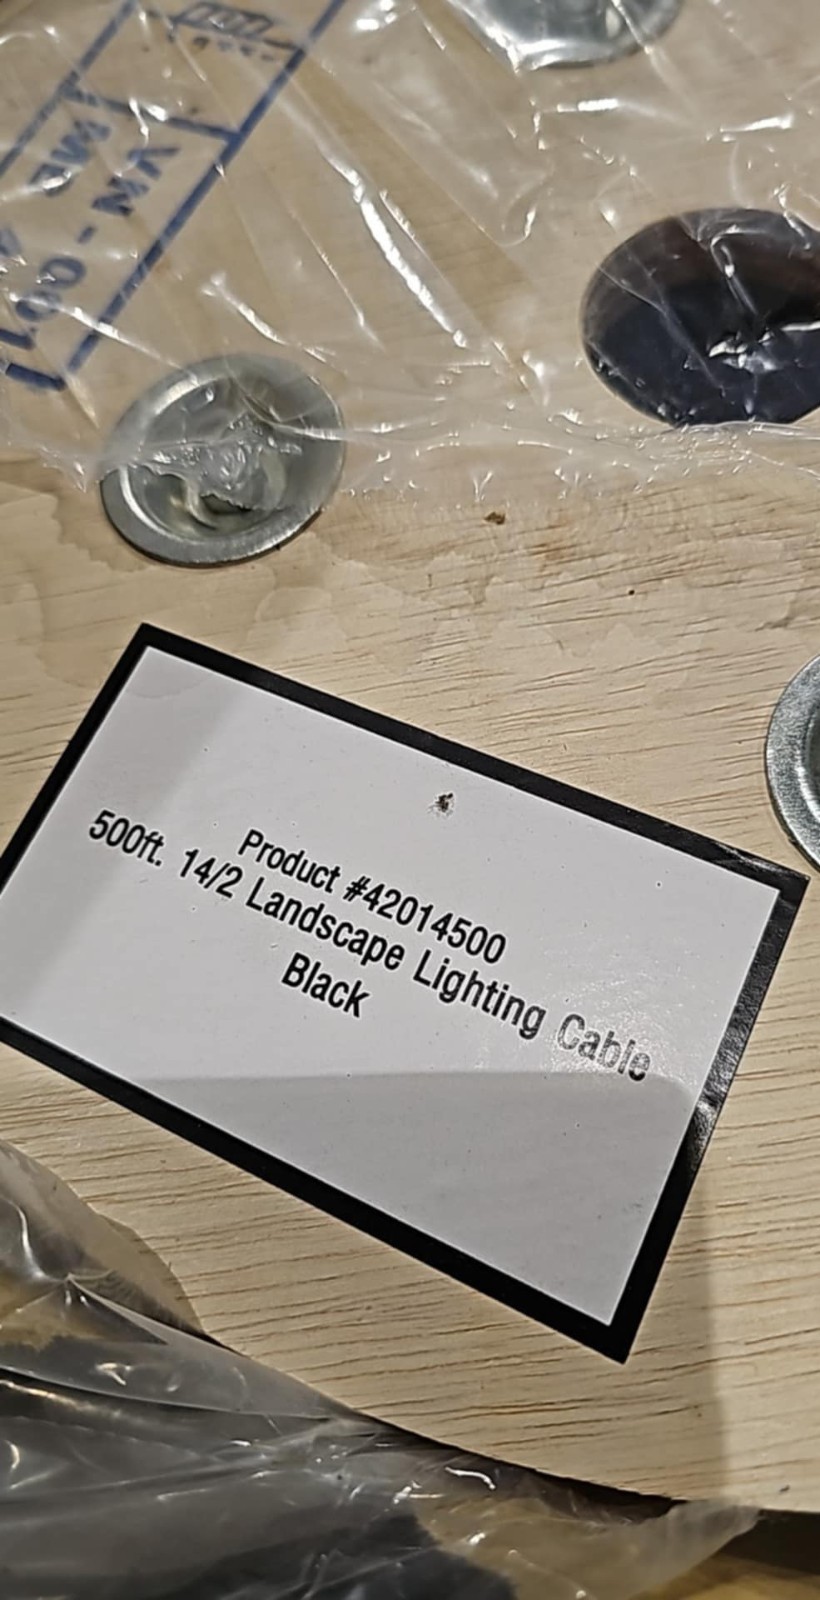 Product #42014500
500ft. 14/2 Landscape Lighting Cable
Black